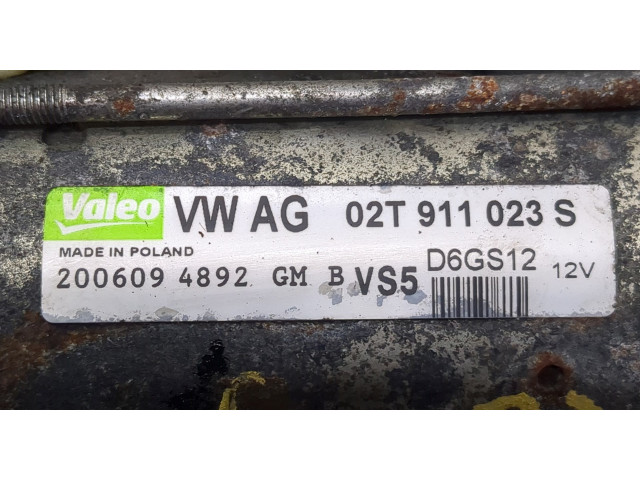 Valeo VW AG 02T 911 023 S
MADE IN POLAND
200609 4892 GM B VS5 D6GS12 12V